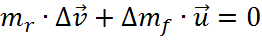 m_r · Δv⃗ + Δm_f · u⃗ = 0